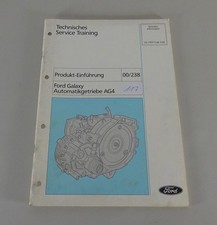 Technisches
Service Training
Produkt-Einführung
00/238
Ford Galaxy
Automatikgetriebe AG4
Ford